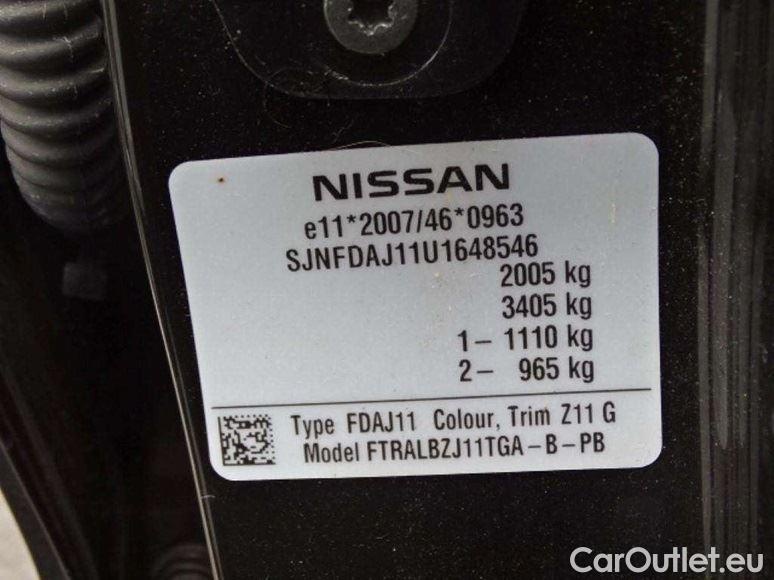 NISSAN
e11*2007/46*0963
SJNFDAJ11U1648546
2005 kg
3405 kg
1- 1110 kg
2- 965 kg
Type FDAJ11 Colour, Trim Z11 G
Model FTRALBZJ11TGA-B-PB
CarOutlet.eu